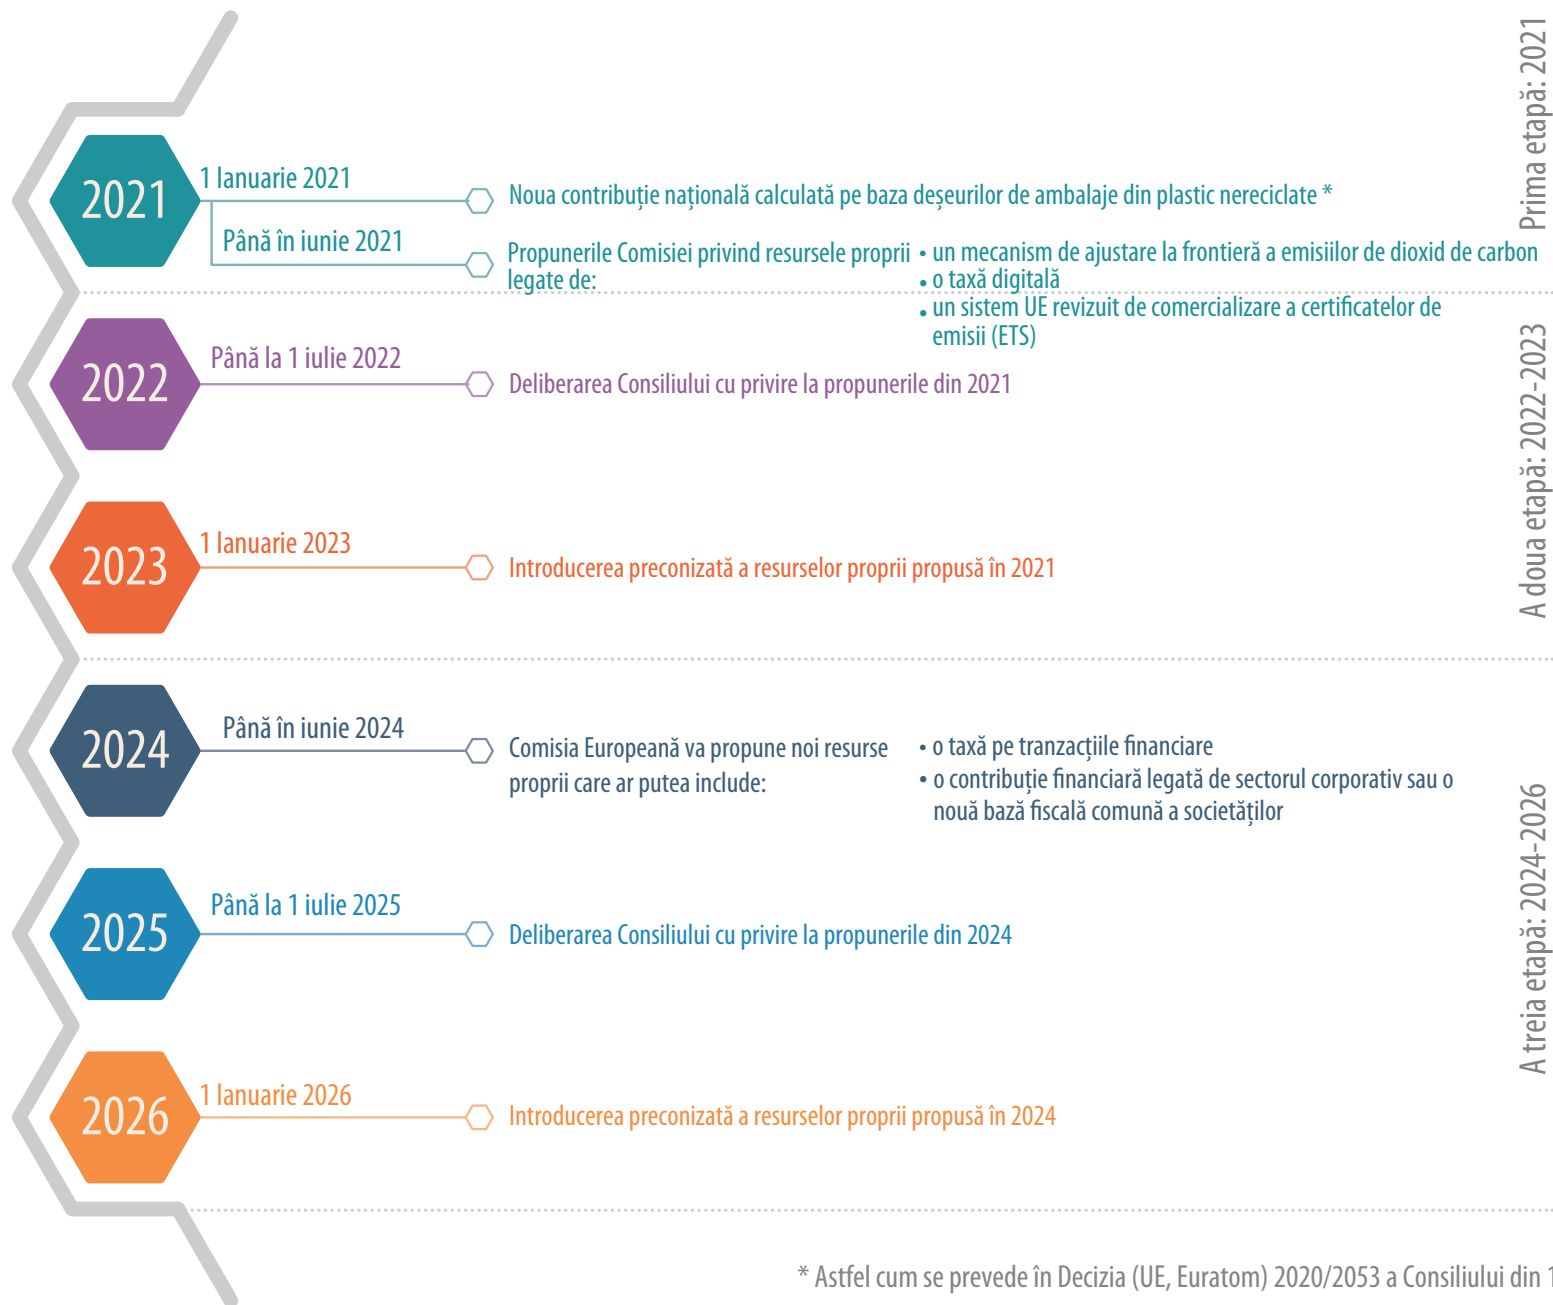 Prima etapă: 2021
2021
1 Ianuarie 2021
Noua contribuție națională calculată pe baza deșeurilor de ambalaje din plastic nereciclate *
Până în iunie 2021
Propunerile Comisiei privind resursele proprii
legate de:
• un mecanism de ajustare la frontieră a emisiilor de dioxid de carbon
• o taxă digitală
• un sistem UE revizuit de comercializare a certificatelor de
emisii (ETS)
A doua etapă: 2022-2023
2022
Până la 1 iulie 2022
Deliberarea Consiliului cu privire la propunerile din 2021
2023
1 Ianuarie 2023
Introducerea preconizată a resurselor proprii propusă în 2021
A treia etapă: 2024-2026
2024
Până în iunie 2024
Comisia Europeană va propune noi resurse
proprii care ar putea include:
• o taxă pe tranzacțiile financiare
• o contribuție financiară legată de sectorul corporativ sau o
nouă bază fiscală comună a societăților
2025
Până la 1 iulie 2025
Deliberarea Consiliului cu privire la propunerile din 2024
2026
1 Ianuarie 2026
Introducerea preconizată a resurselor proprii propusă în 2024
* Astfel cum se prevede în Decizia (UE, Euratom) 2020/2053 a Consiliului din